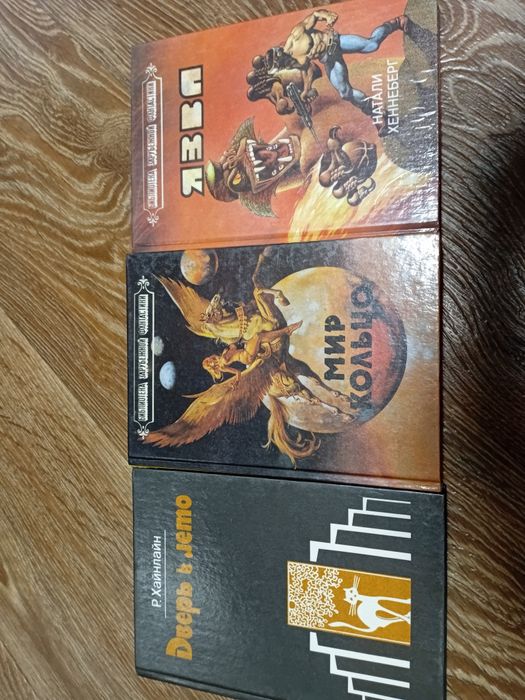 БИБЛИОТЕКА ЗАРУБЕЖНОЙ ФАНТАСТИКИ
ЯЗВА
НАТАЛИ
ХЕННЕБЕРГ
БИБЛИОТЕКА ЗАРУБЕЖНОЙ ФАНТАСТИКИ
МИР
КОЛЬЦО
Р. Хайнлайн
Дверь в лето